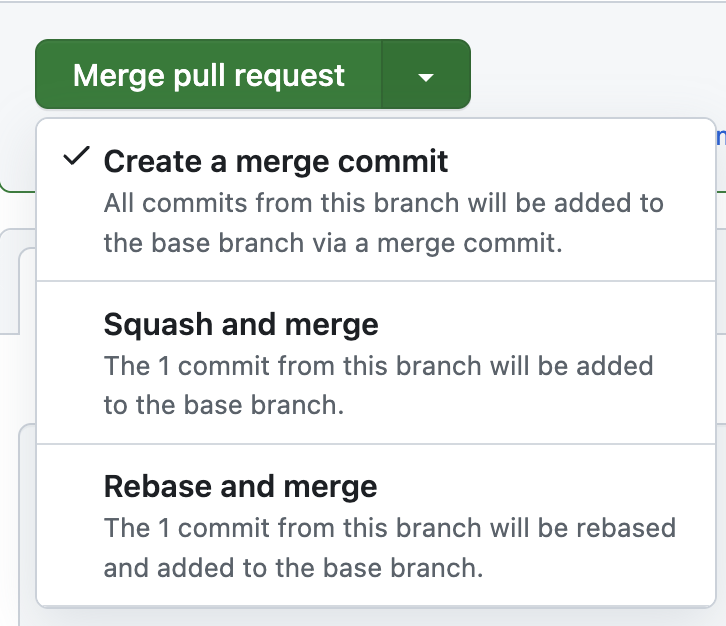 Merge pull request
Create a merge commit
All commits from this branch will be added to
the base branch via a merge commit.
Squash and merge
The 1 commit from this branch will be added
to the base branch.
Rebase and merge
The 1 commit from this branch will be rebased
and added to the base branch.